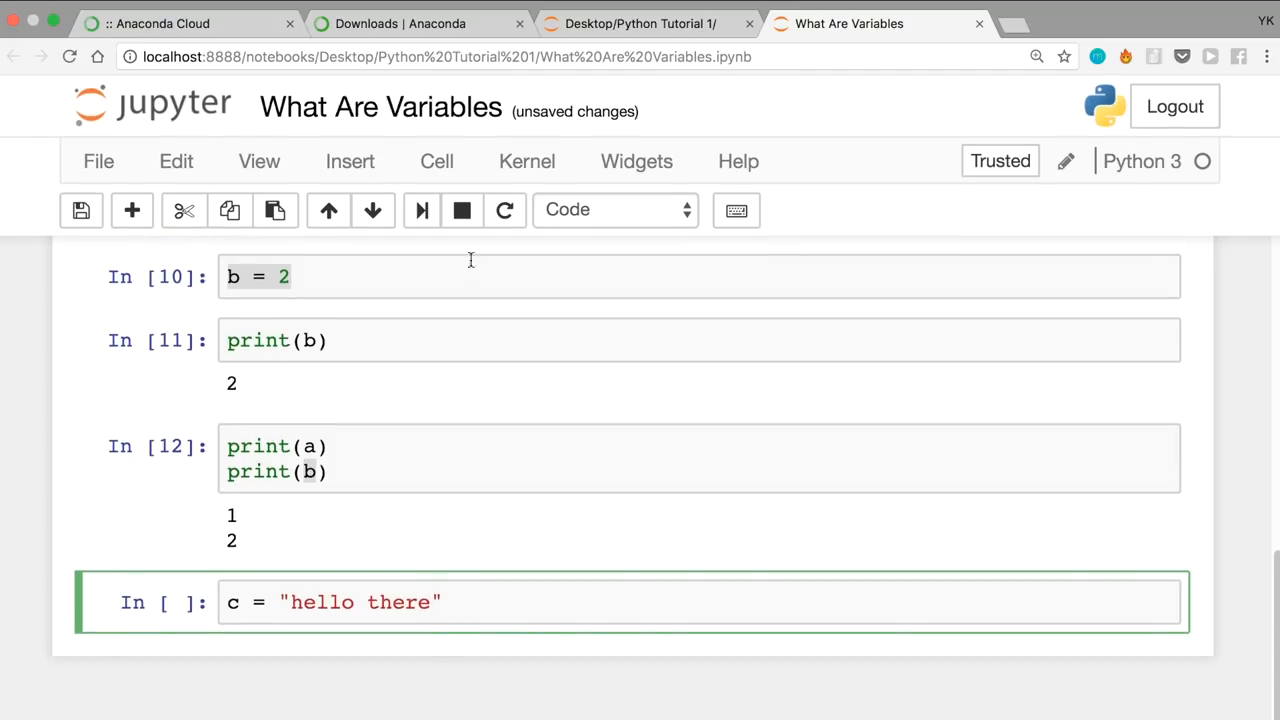 :: Anaconda Cloud
Downloads | Anaconda
Desktop/Python Tutorial 1/
What Are Variables
YK
localhost:8888/notebooks/Desktop/Python%20Tutorial%201/What%20Are%20Variables.ipynb
jupyter What Are Variables (unsaved changes) Logout
File Edit View Insert Cell Kernel Widgets Help Trusted Python 3
Code
In [10]: b = 2
In [11]: print(b)
2
In [12]: print(a)
print(b)
1
2
In [ ]: c = "hello there"